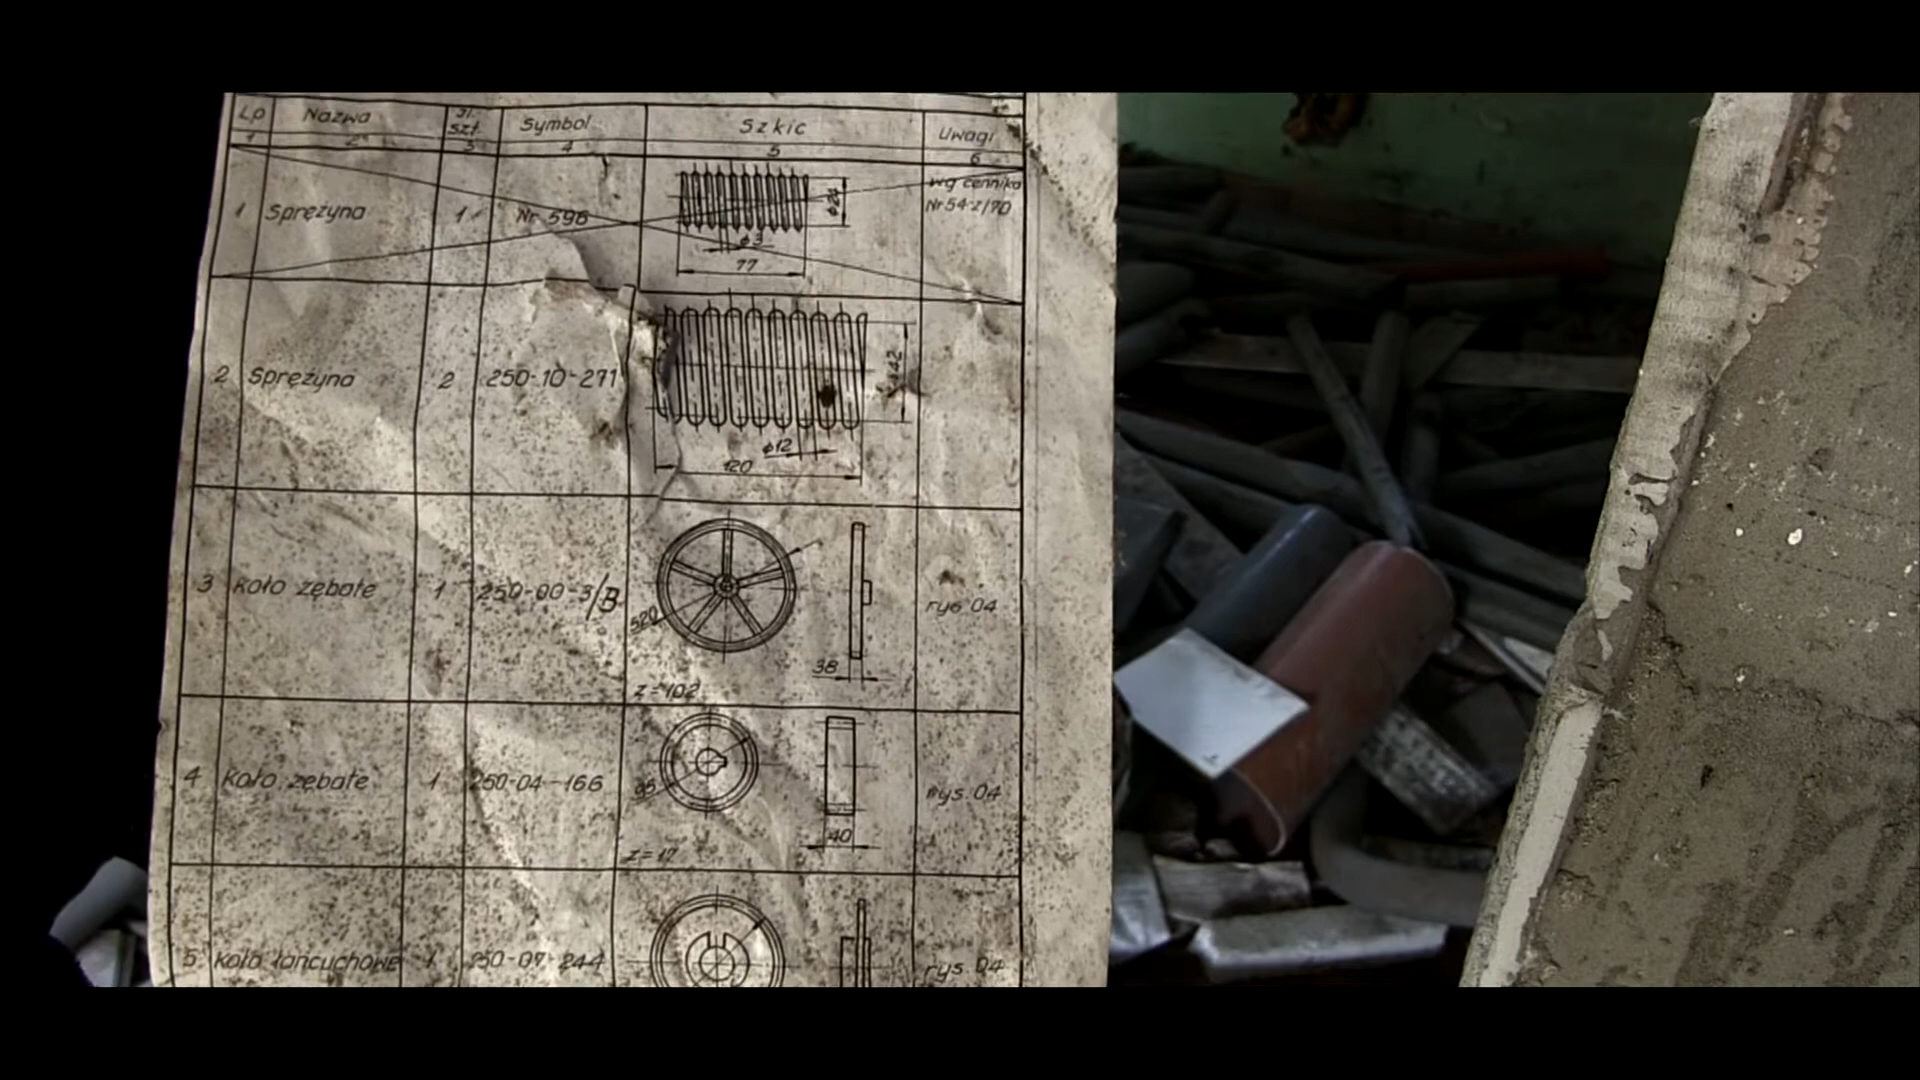 Lp Nazwa Il. szt. Symbol Szkic Uwagi
1 2 3 4 5 6
1 Sprężyna 1 Nr 596 ø3 77 wg cennika
Nr 54-z/70
2 Sprężyna 2 250-10-271 ø12 120
3 Koło zębate 1 250-00-3/B 520 38 z=102 rys.04
4 Koło zębate 1 250-04-166 95 40 z=17 rys.04
5 Koło łańcuchowe 1 250-07-244 rys.04